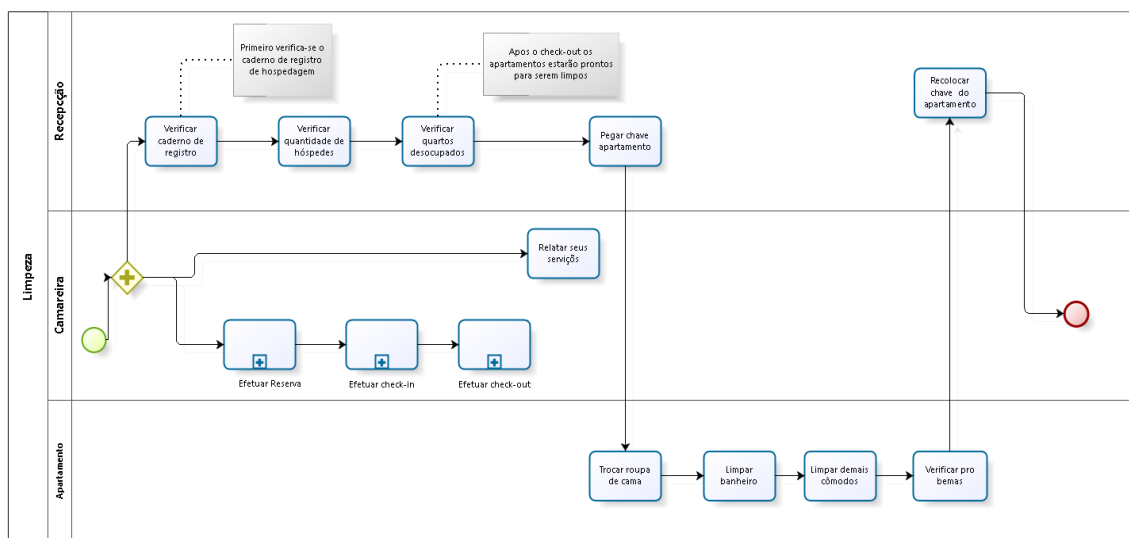 Limpeza
Recepcção
Primeiro verifica-se o
caderno de registro
de hospedagem
Apos o check-out os
apartamentos estarão prontos
para serem limpos
Recolocar
chave do
apartamento
Verificar
caderno de
registro
Verificar
quantidade de
hóspedes
Verificar
quartos
desocupados
Pegar chave
apartamento
Camareira
Relatar seus
serviçõs
Efetuar Reserva
Efetuar check-in
Efetuar check-out
Apartamento
Trocar roupa
de cama
Limpar
banheiro
Limpar demais
cômodos
Verificar pro
bemas